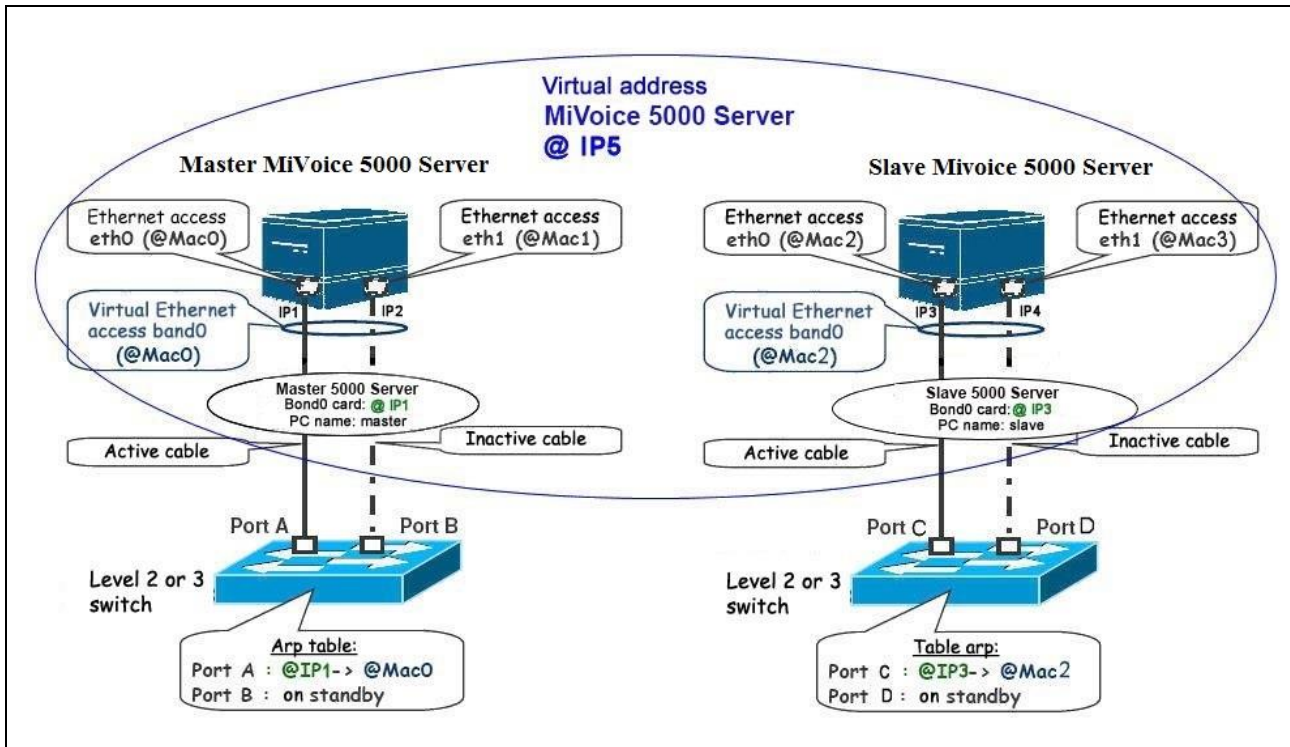 Virtual address
MiVoice 5000 Server
@ IP5
Master MiVoice 5000 Server
Slave Mivoice 5000 Server
Ethernet access
eth0 (@Mac0)
Ethernet access
eth1 (@Mac1)
Ethernet access
eth0 (@Mac2)
Ethernet access
eth1 (@Mac3)
IP1
IP2
IP3
IP4
Virtual Ethernet
access band0
(@Mac0)
Virtual Ethernet
access band0
(@Mac2)
Master 5000 Server
Bond0 card: @ IP1
PC name: master
Slave 5000 Server
Bond0 card: @ IP3
PC name: slave
Active cable
Inactive cable
Active cable
Inactive cable
Port A
Port B
Port C
Port D
Level 2 or 3
switch
Level 2 or 3
switch
Arp table:
Port A : @IP1-> @Mac0
Port B : on standby
Table arp:
Port C : @IP3-> @Mac2
Port D : on standby